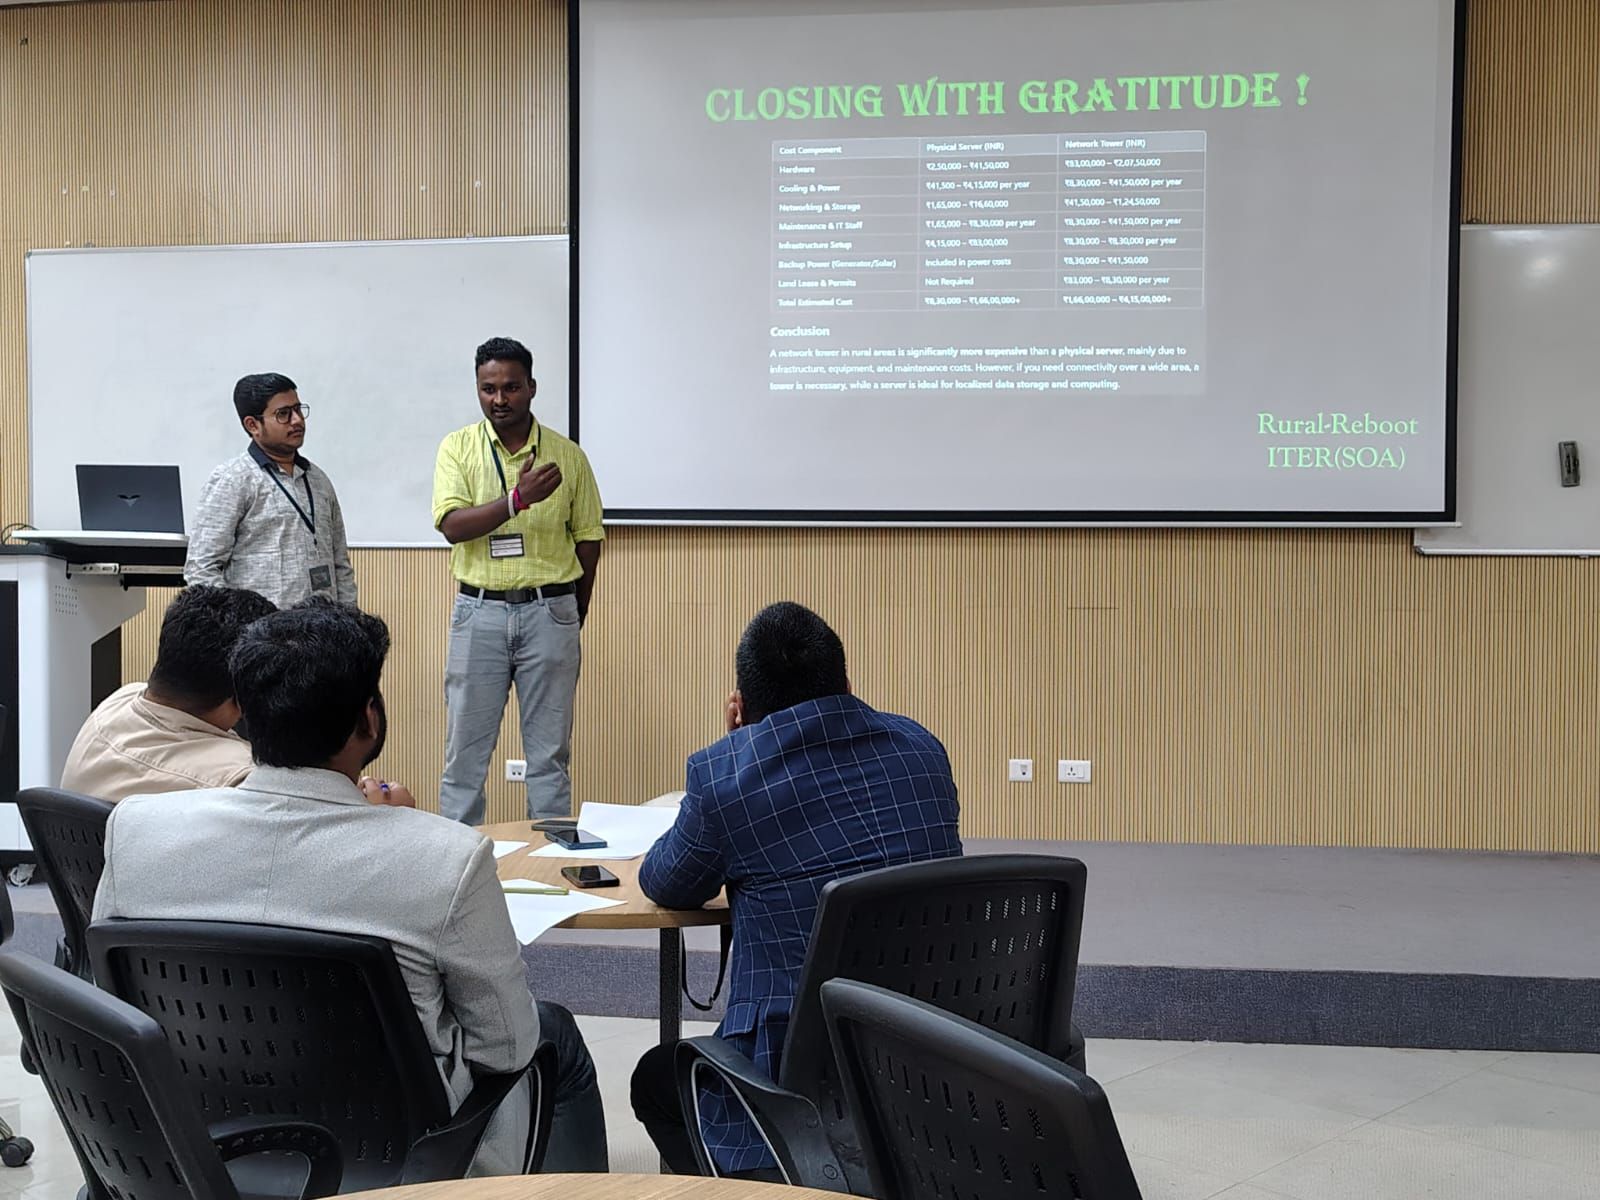 CLOSING WITH GRATITUDE !
Cost Component Physical Server (INR) Network Tower (INR)
Hardware ₹2,50,000 – ₹41,50,000 ₹83,00,000 – ₹2,07,50,000
Cooling & Power ₹41,500 – ₹4,15,000 per year ₹8,30,000 – ₹41,50,000 per year
Networking & Storage ₹1,65,000 – ₹16,60,000 ₹41,50,000 – ₹1,24,50,000
Maintenance & IT Staff ₹1,65,000 – ₹8,30,000 per year ₹8,30,000 – ₹41,50,000 per year
Infrastructure Setup ₹4,15,000 – ₹83,00,000 ₹8,30,000 – ₹8,30,000 per year
Backup Power (Generator/Solar) Included in power costs ₹8,30,000 – ₹41,50,000
Land Lease & Permits Not Required ₹83,000 – ₹8,30,000 per year
Total Estimated Cost ₹8,30,000 – ₹1,66,00,000+ ₹1,66,00,000 – ₹4,15,00,000+
Conclusion
A network tower in rural areas is significantly more expensive than a physical server, mainly due to
infrastructure, equipment, and maintenance costs. However, if you need connectivity over a wide area, a
tower is necessary, while a server is ideal for localized data storage and computing.
Rural-Reboot
ITER(SOA)